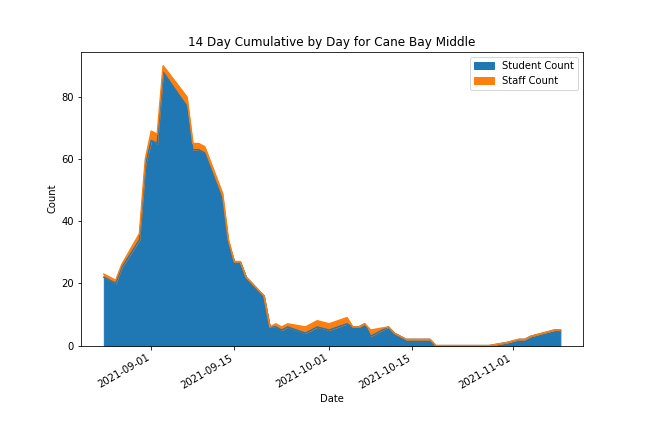 14 Day Cumulative by Day for Cane Bay Middle
Student Count
Staff Count
Count
80
60
40
20
0
2021-09-01
2021-09-15
2021-10-01
2021-10-15
2021-11-01
Date